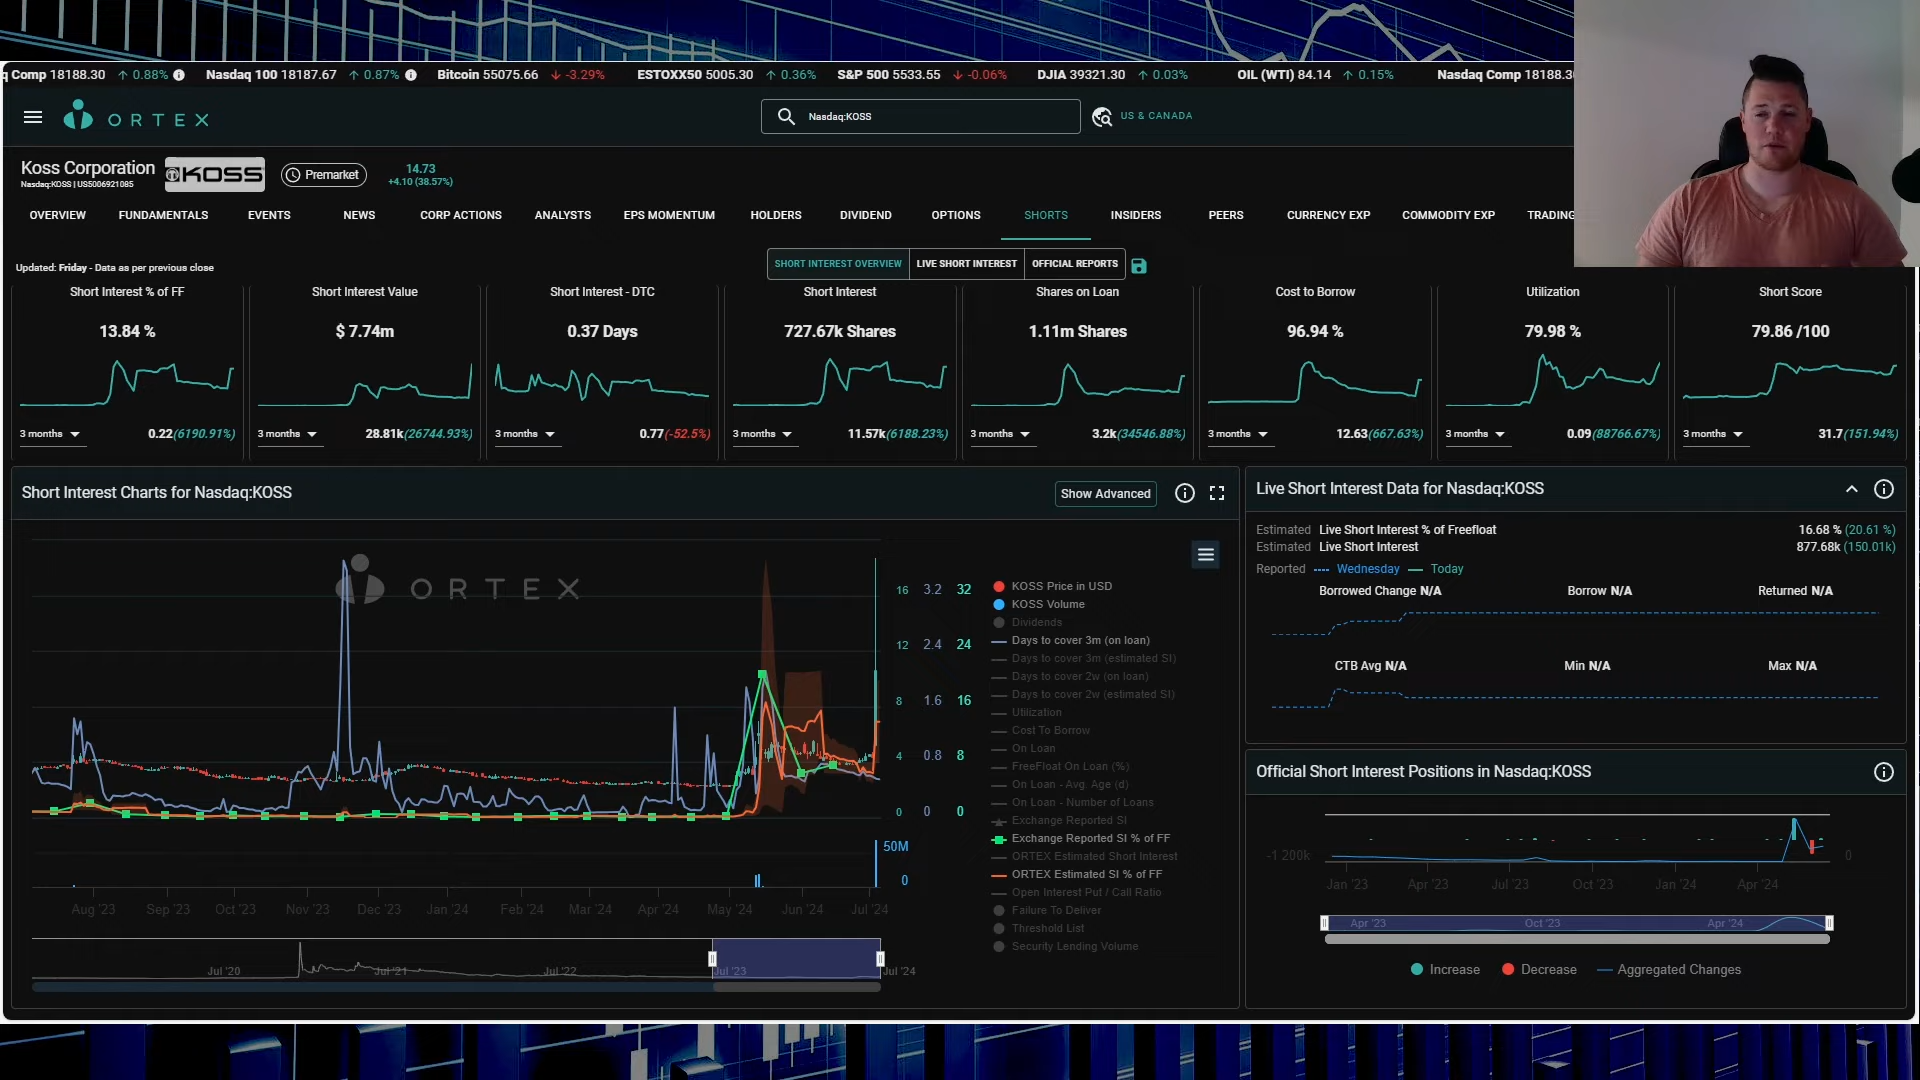 q Comp 18188.30 ↑ 0.88% Nasdaq 100 18187.67 ↑ 0.87% Bitcoin 55075.66 ↓ -3.29% ESTOXX50 5005.30 ↑ 0.36% S&P 500 5533.55 ↓ -0.06% DJIA 39321.30 ↑ 0.03% OIL (WTI) 84.14 ↑ 0.15% Nasdaq Comp 18188.30
ORTEX Nasdaq:KOSS US & CANADA
Koss Corporation KOSS Premarket 14.73
Nasdaq:KOSS | US5006921085 +4.10 (38.57%)
OVERVIEW FUNDAMENTALS EVENTS NEWS CORP ACTIONS ANALYSTS EPS MOMENTUM HOLDERS DIVIDEND OPTIONS SHORTS INSIDERS PEERS CURRENCY EXP COMMODITY EXP TRADING
SHORT INTEREST OVERVIEW LIVE SHORT INTEREST OFFICIAL REPORTS
Updated: Friday - Data as per previous close
Short Interest % of FF Short Interest Value Short Interest - DTC Short Interest Shares on Loan Cost to Borrow Utilization Short Score
13.84 % $ 7.74m 0.37 Days 727.67k Shares 1.11m Shares 96.94 % 79.98 % 79.86 /100
3 months 0.22(6190.91%) 3 months 28.81k(26744.93%) 3 months 0.77(-52.5%) 3 months 11.57k(6188.23%) 3 months 3.2k(34546.88%) 3 months 12.63(667.63%) 3 months 0.09(88766.67%) 3 months 31.7(151.94%)
Short Interest Charts for Nasdaq:KOSS Show Advanced
ORTEX
16 3.2 32
12 2.4 24
8 1.6 16
4 0.8 8
0 0 0
50M
0
Aug '23 Sep '23 Oct '23 Nov '23 Dec '23 Jan '24 Feb '24 Mar '24 Apr '24 May '24 Jun '24 Jul '24
Jul '20 Jul '21 Jul '22 Jul '23 Jul '24
KOSS Price in USD
KOSS Volume
Dividends
Days to cover 3m (on loan)
Days to cover 3m (estimated SI)
Days to cover 2w (on loan)
Days to cover 2w (estimated SI)
Utilization
Cost To Borrow
On Loan
FreeFloat On Loan (%)
On Loan - Avg. Age (d)
On Loan - Number of Loans
Exchange Reported SI
Exchange Reported SI % of FF
ORTEX Estimated Short Interest
ORTEX Estimated SI % of FF
Open Interest Put / Call Ratio
Failure To Deliver
Threshold List
Security Lending Volume
Live Short Interest Data for Nasdaq:KOSS
Estimated Live Short Interest % of Freefloat 16.68 % (20.61 %)
Estimated Live Short Interest 877.68k (150.01k)
Reported Wednesday Today
Borrowed Change N/A Borrow N/A Returned N/A
CTB Avg N/A Min N/A Max N/A
Official Short Interest Positions in Nasdaq:KOSS
-1 200k 0
Jan '23 Apr '23 Jul '23 Oct '23 Jan '24 Apr '24
Apr '23 Oct '23 Apr '24
Increase Decrease Aggregated Changes